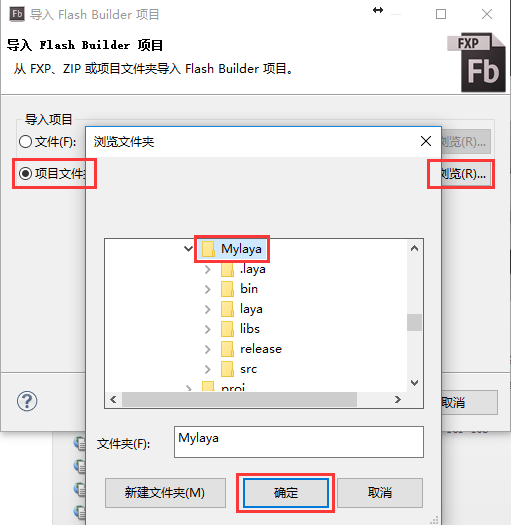 导入 Flash Builder 项目
导入 Flash Builder 项目
从 FXP、ZIP 或项目文件夹导入 Flash Builder 项目。
FXP
Fb
导入项目
文件(F):
浏览(R)...
项目文件夹
浏览(R)...
浏览文件夹
Mylaya
.laya
bin
laya
libs
release
src
proj
文件夹(F):
Mylaya
新建文件夹(M)
确定
取消
取消